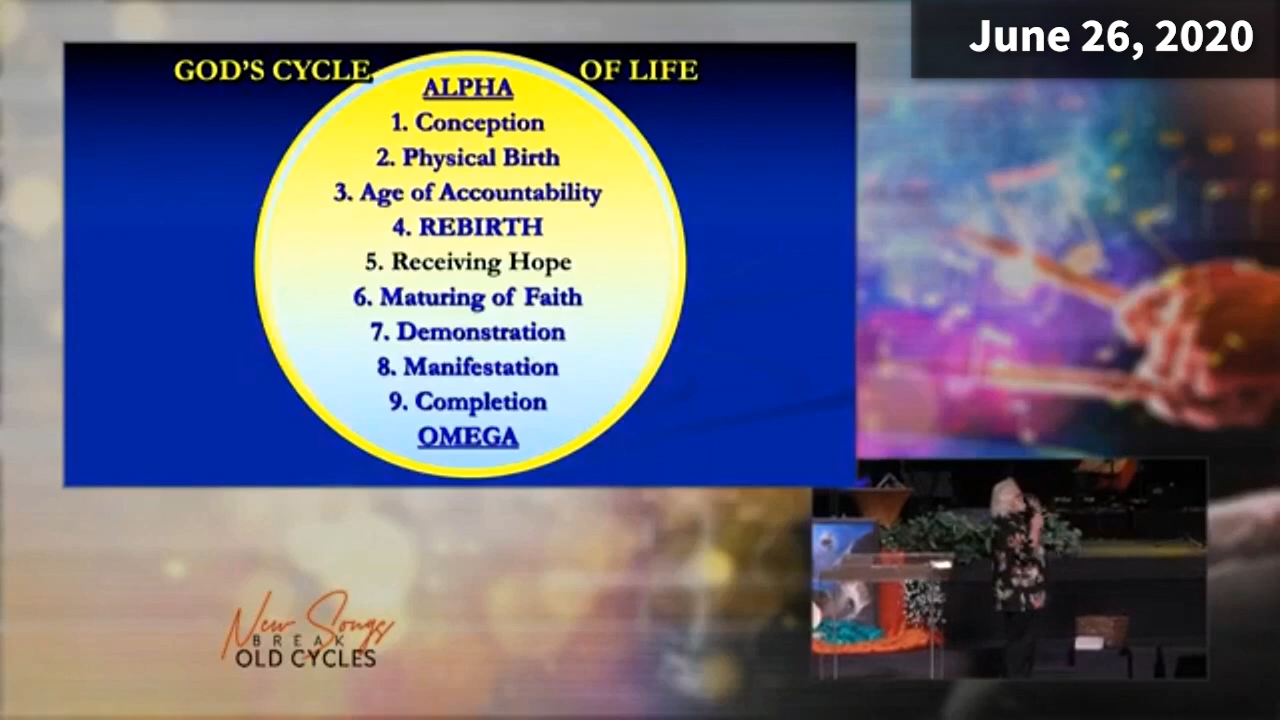 June 26, 2020
GOD'S CYCLE OF LIFE
ALPHA
1. Conception
2. Physical Birth
3. Age of Accountability
4. REBIRTH
5. Receiving Hope
6. Maturing of Faith
7. Demonstration
8. Manifestation
9. Completion
OMEGA
New Songs
BREAK
OLD CYCLES